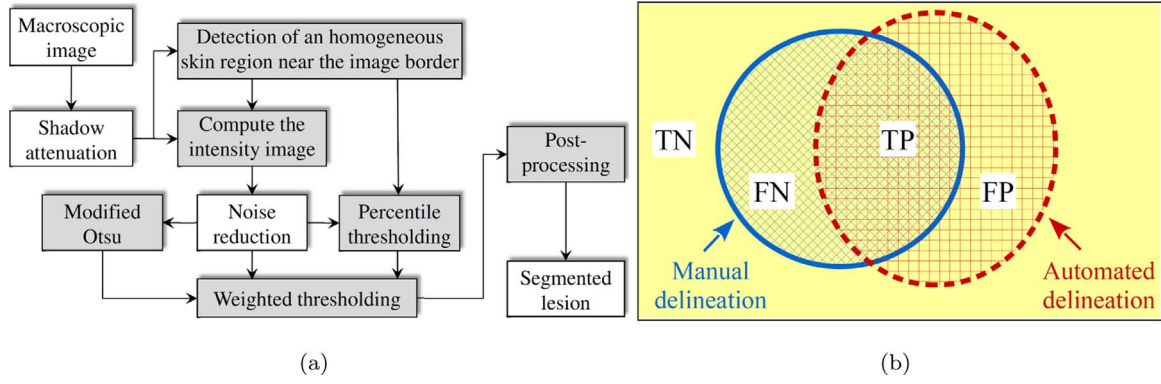 Macroscopic
image
Detection of an homogeneous
skin region near the image border
Shadow
attenuation
Compute the
intensity image
Post-
processing
Modified
Otsu
Noise
reduction
Percentile
thresholding
Weighted thresholding
Segmented
lesion
(a)
TN
TP
FN
FP
Manual
delineation
Automated
delineation
(b)